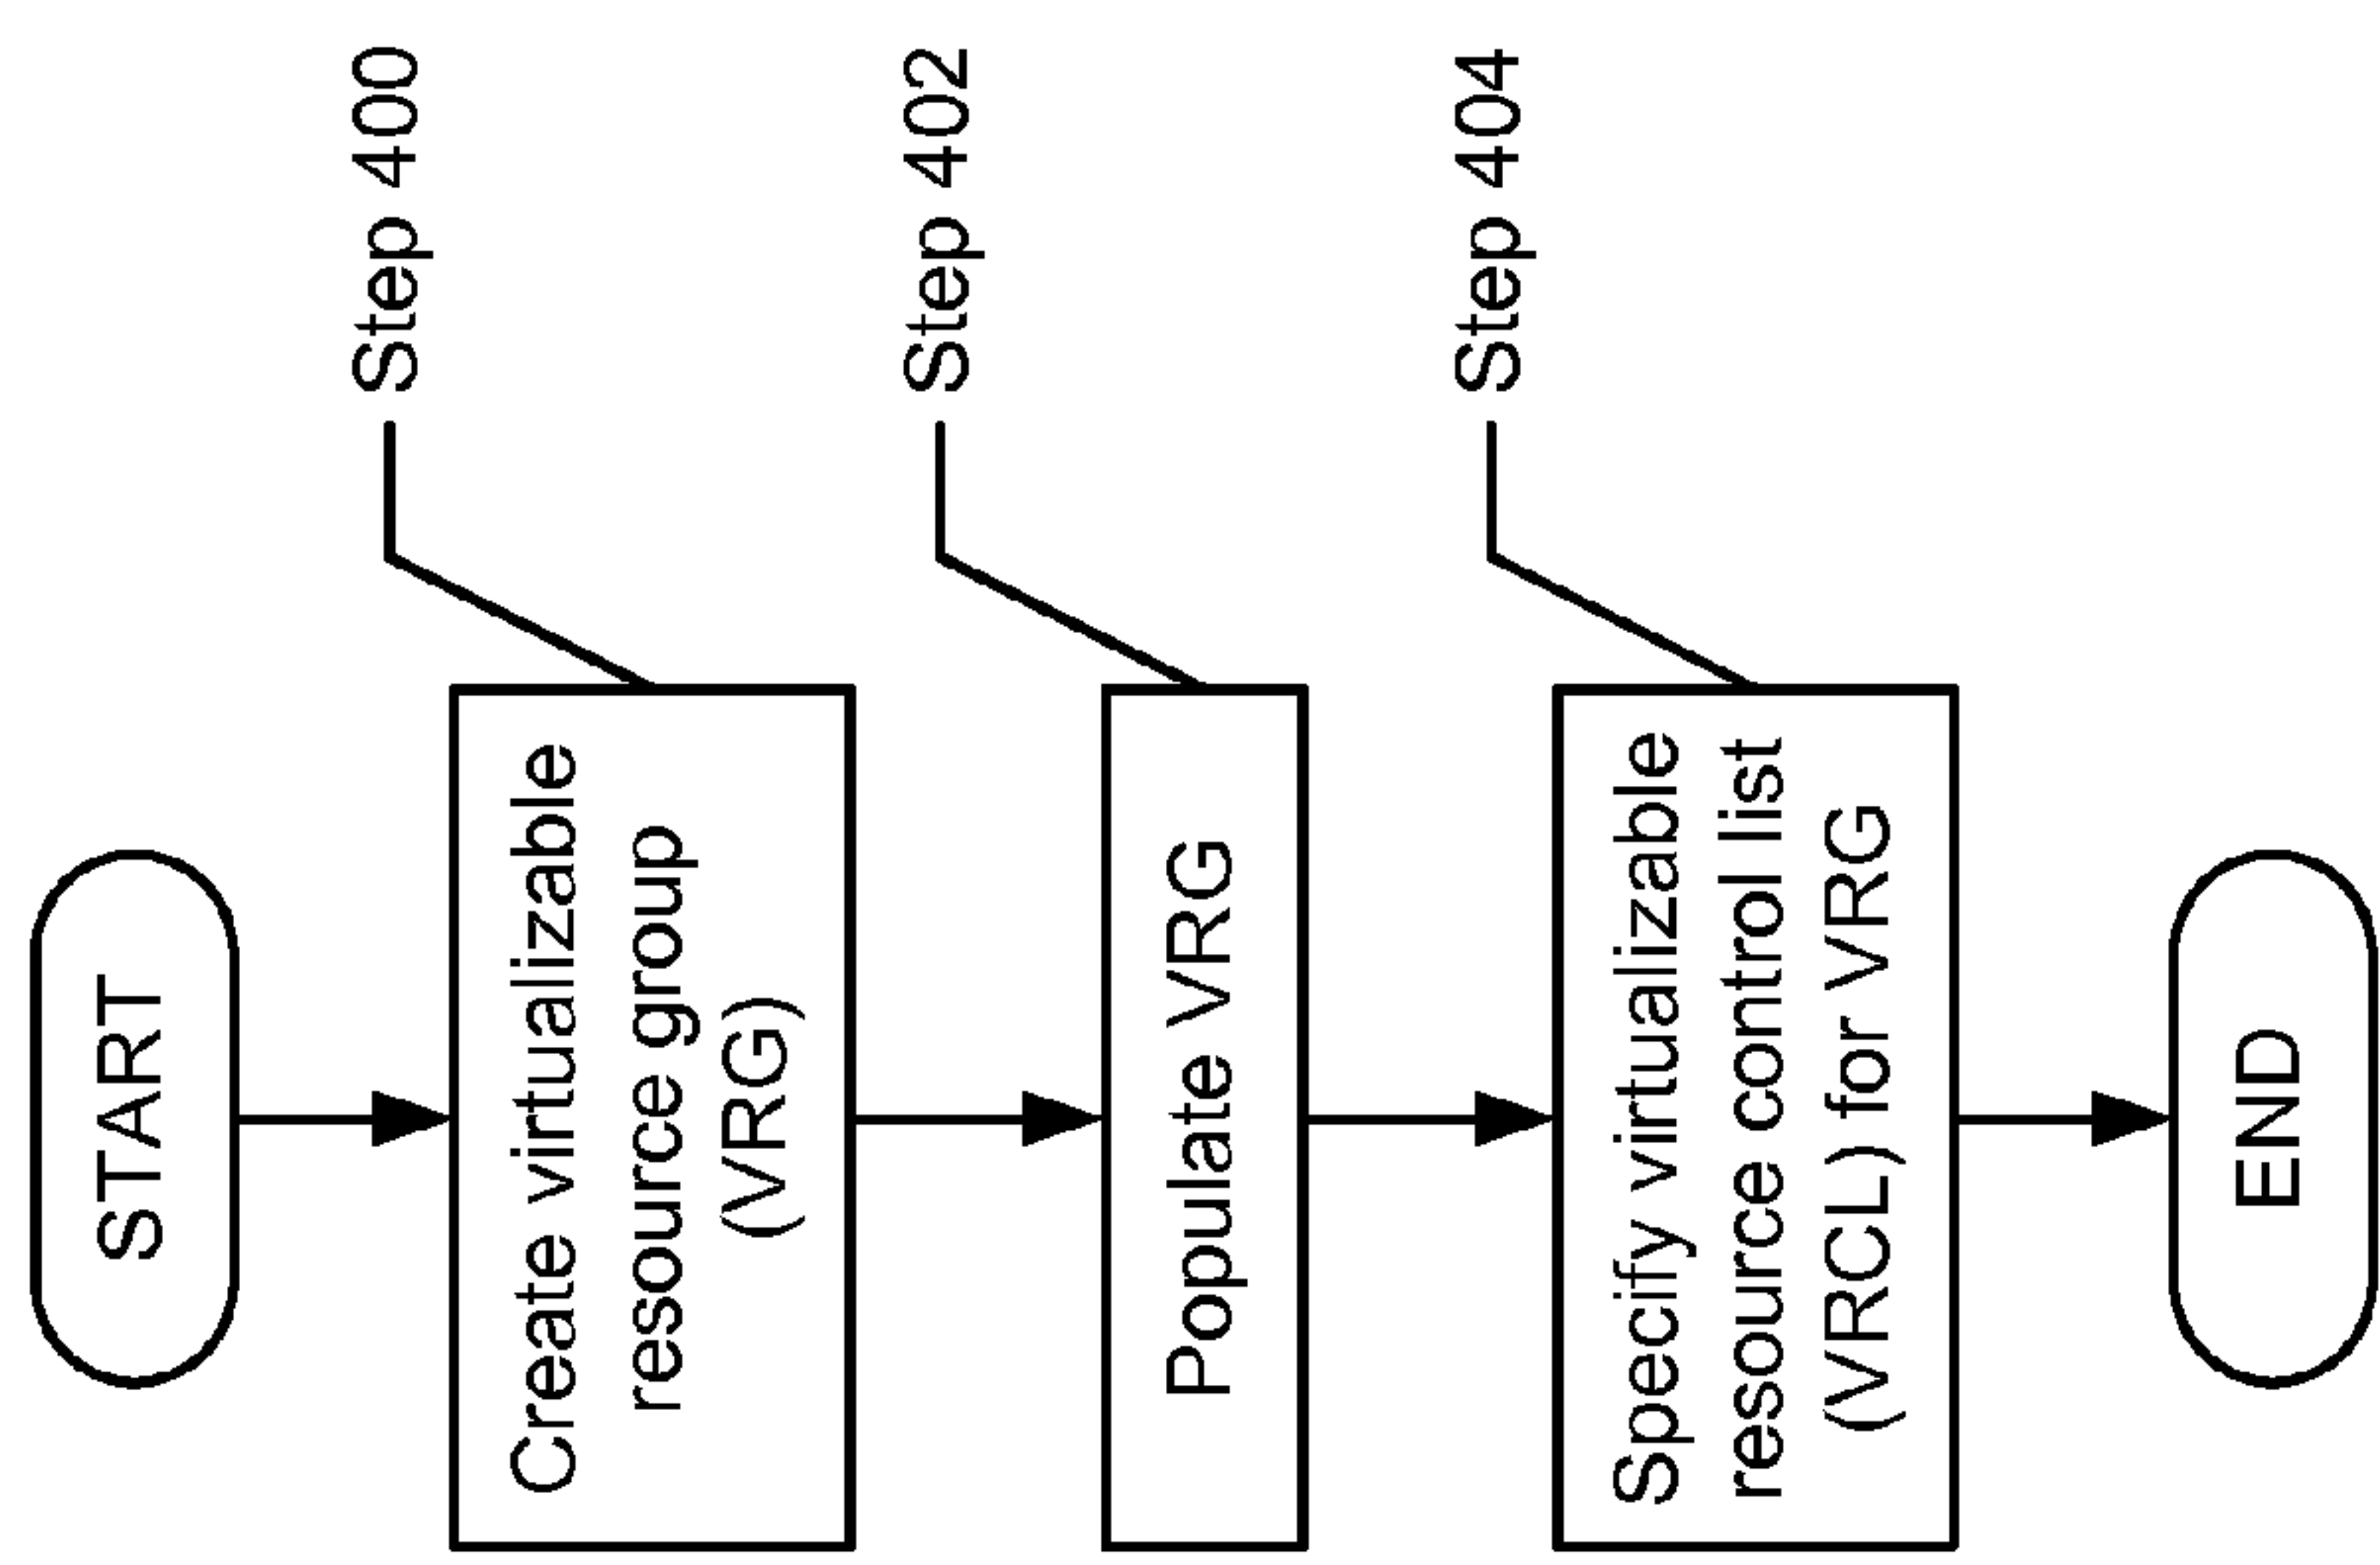 START
Step 400
Create virtualizable
resource group
(VRG)
Step 402
Populate VRG
Step 404
Specify virtualizable
resource control list
(VRCL) for VRG
END